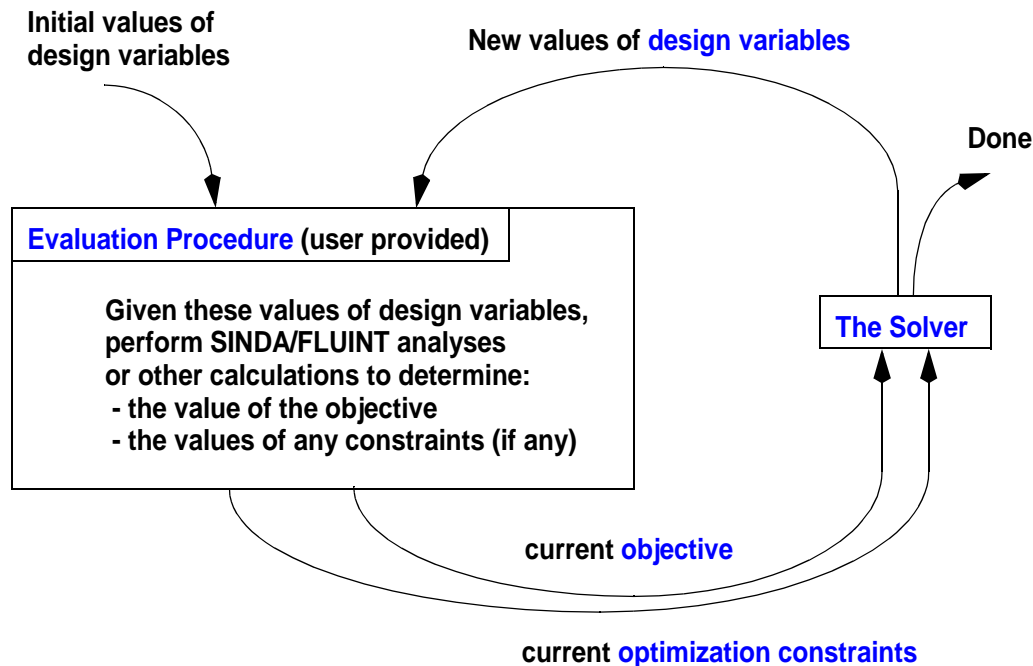 Initial values of
design variables
New values of design variables
Done
Evaluation Procedure (user provided)
Given these values of design variables,
perform SINDA/FLUINT analyses
or other calculations to determine:
- the value of the objective
- the values of any constraints (if any)
The Solver
current objective
current optimization constraints